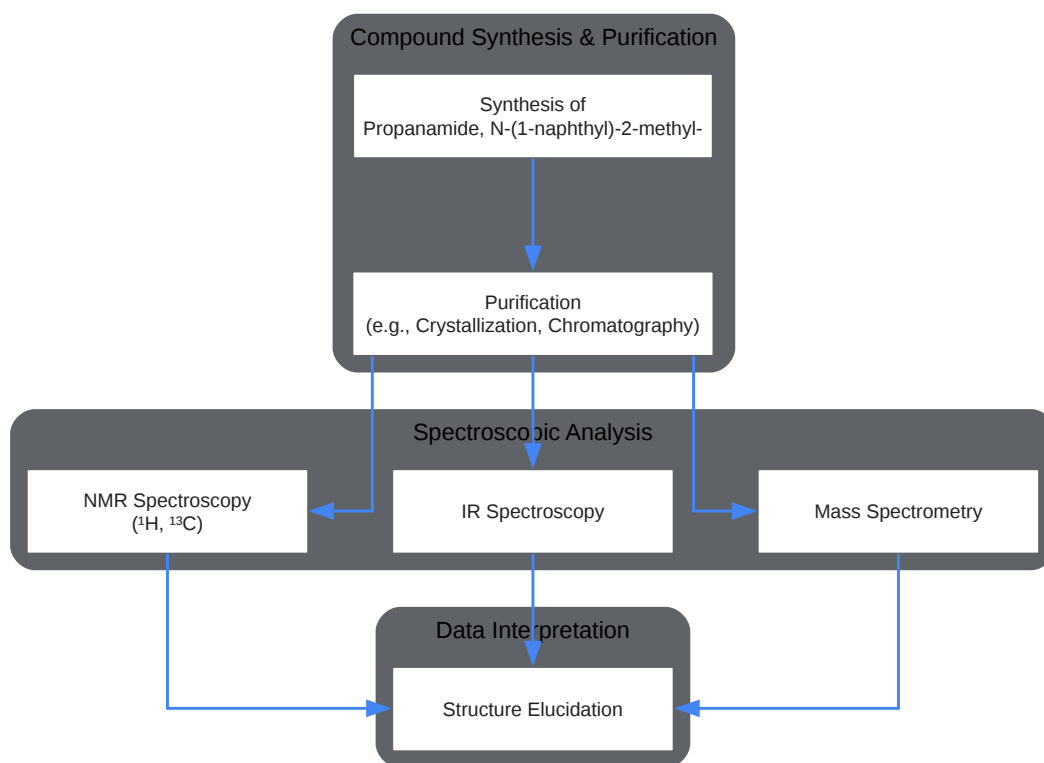 Compound Synthesis & Purification
Synthesis of
Propanamide, N-(1-naphthyl)-2-methyl-
Purification
(e.g., Crystallization, Chromatography)
Spectroscopic Analysis
NMR Spectroscopy
(¹H, ¹³C)
IR Spectroscopy
Mass Spectrometry
Data Interpretation
Structure Elucidation